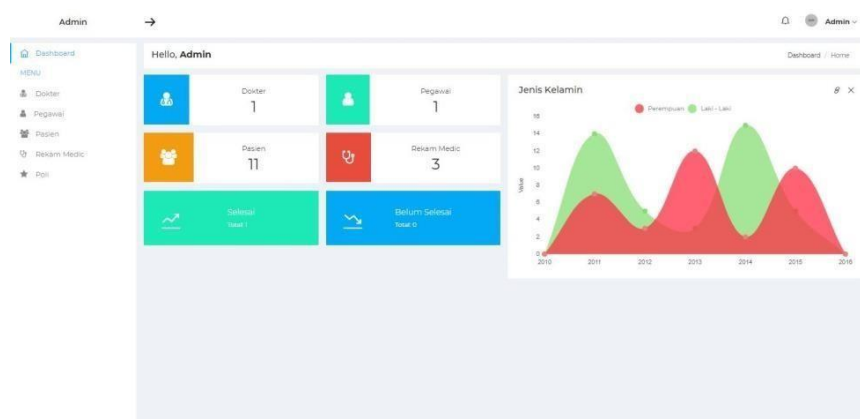 Admin
Admin
Dashboard
MENU
Dokter
Pegawai
Pasien
Rekam Medic
Poli
Hello, Admin
Dashboard / Home
Dokter
1
Pegawai
1
Pasien
11
Rekam Medic
3
Selesai
Total 1
Belum Selesai
Total 0
Jenis Kelamin
Perempuan Laki - Laki
Value
16
14
12
10
8
6
4
2
0
2010 2011 2012 2013 2014 2015 2016